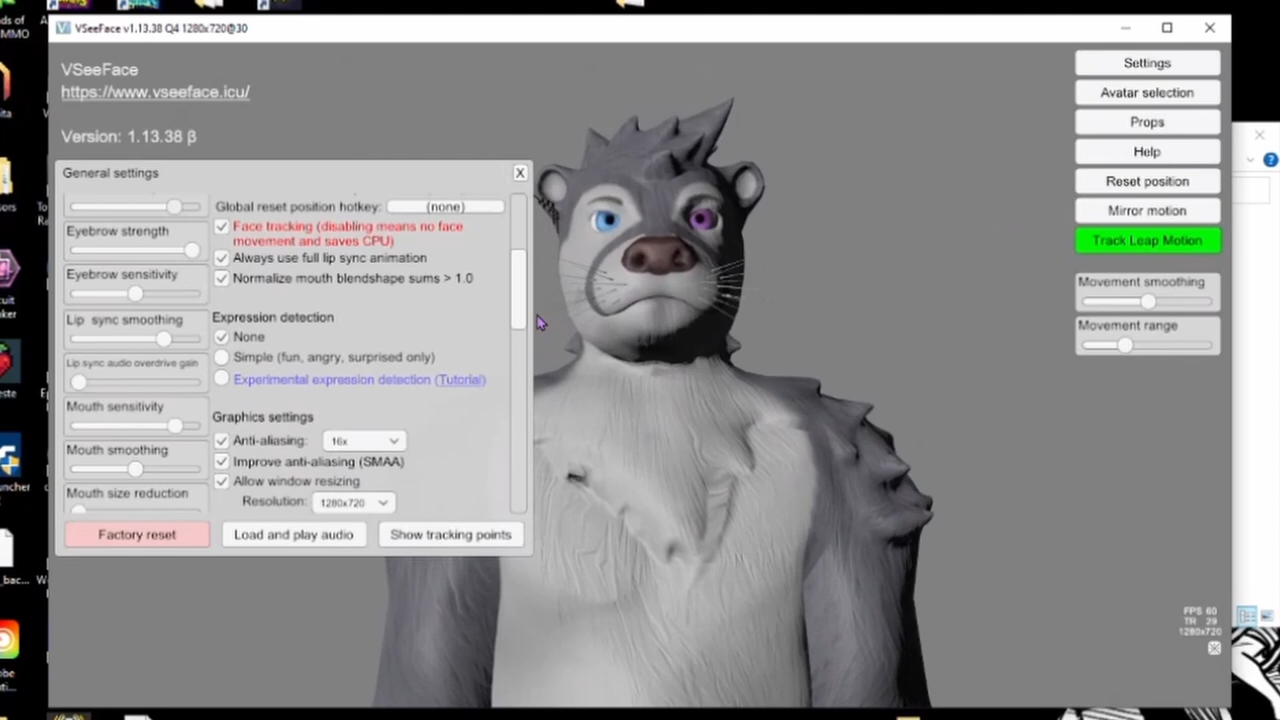 nds of
MMO
VSeeFace v1.13.38 Q4 1280x720@30
VSeeFace
https://www.vseeface.icu/
Version: 1.13.38 β
General settings
X
Global reset position hotkey:
(none)
Face tracking (disabling means no face
movement and saves CPU)
Always use full lip sync animation
Normalize mouth blendshape sums > 1.0
Expression detection
None
Simple (fun, angry, surprised only)
Experimental expression detection (Tutorial)
Graphics settings
Anti-aliasing:
16x
Improve anti-aliasing (SMAA)
Allow window resizing
Resolution:
1280x720
Eyebrow strength
Eyebrow sensitivity
Lip sync smoothing
Lip sync audio overdrive gain
Mouth sensitivity
Mouth smoothing
Mouth size reduction
Factory reset
Load and play audio
Show tracking points
Settings
Avatar selection
Props
Help
Reset position
Mirror motion
Track Leap Motion
Movement smoothing
Movement range
FPS 60
TR 29
1280x720